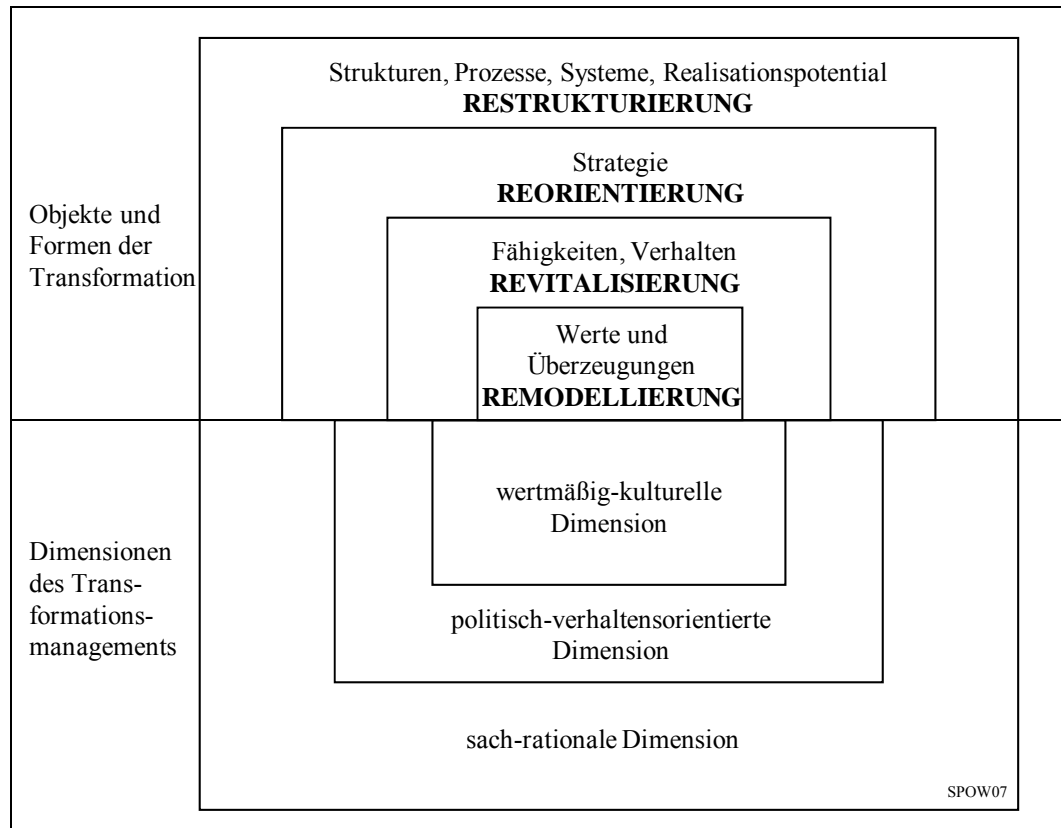 Strukturen, Prozesse, Systeme, Realisationspotential
RESTRUKTURIERUNG
Strategie
REORIENTIERUNG
Objekte und
Formen der
Transformation
Fähigkeiten, Verhalten
REVITALISIERUNG
Werte und
Überzeugungen
REMODELLIERUNG
wertmäßig-kulturelle
Dimension
Dimensionen
des Trans-
formations-
managements
politisch-verhaltensorientierte
Dimension
sach-rationale Dimension
SPOW07